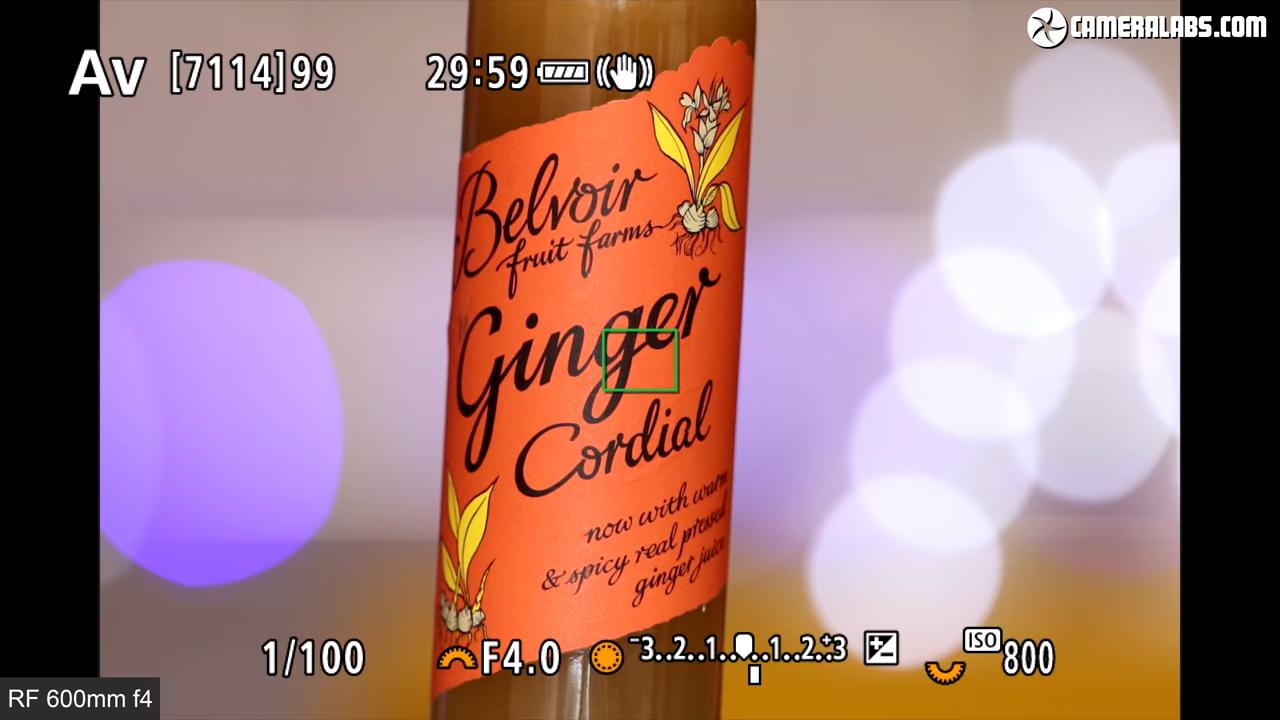 CAMERALABS.COM
Av [7114]99 29:59
Belvoir
fruit farms
Ginger
Cordial
now with warm
& spicy real pressed
ginger juice
1/100 F4.0 -3..2..1..0..1..2..+3 ISO 800
RF 600mm f4